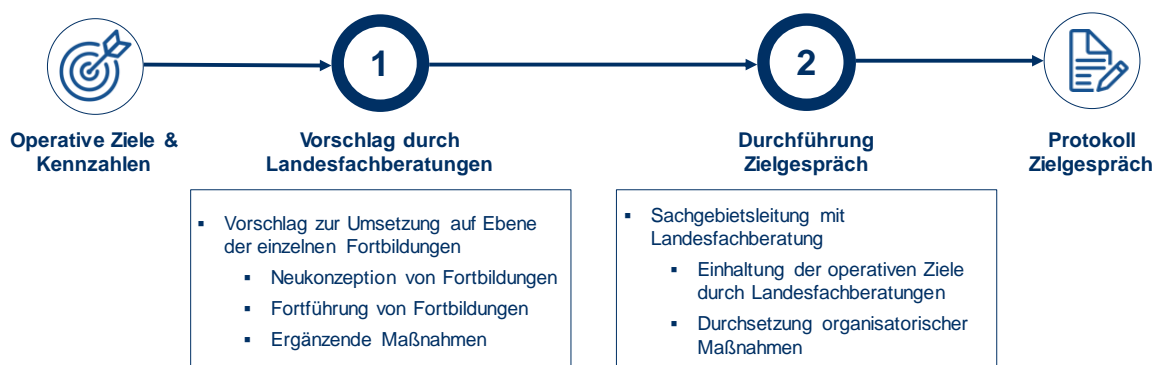 1
2
Operative Ziele &
Kennzahlen
Vorschlag durch
Landesfachberatungen
Durchführung
Zielgespräch
Protokoll
Zielgespräch
▪ Vorschlag zur Umsetzung auf Ebene
der einzelnen Fortbildungen
▪ Neukonzeption von Fortbildungen
▪ Fortführung von Fortbildungen
▪ Ergänzende Maßnahmen
▪ Sachgebietsleitung mit
Landesfachberatung
▪ Einhaltung der operativen Ziele
durch Landesfachberatungen
▪ Durchsetzung organisatorischer
Maßnahmen